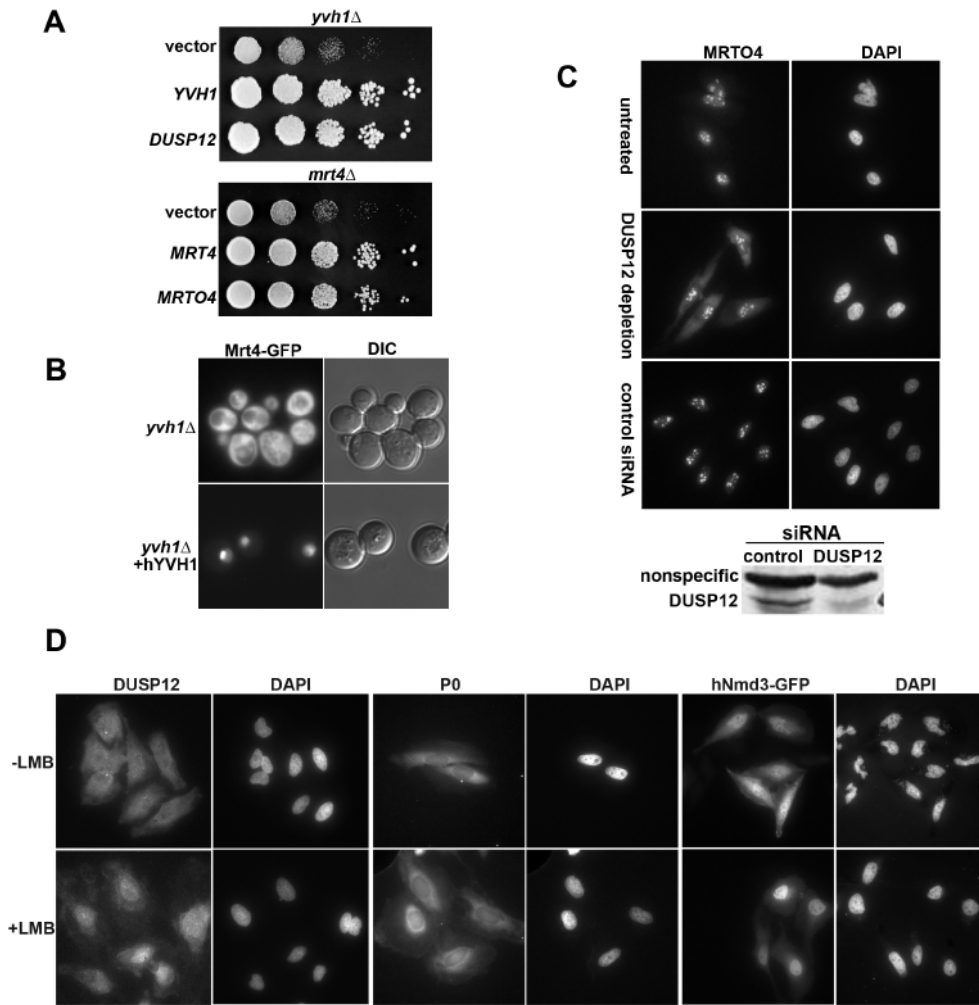 A
yvh1Δ
vector
YVH1
DUSP12
mrt4Δ
vector
MRT4
MRTO4
B
Mrt4-GFP DIC
yvh1Δ
yvh1Δ
+hYVH1
C
MRTO4 DAPI
untreated
DUSP12 depletion
control siRNA
siRNA
control DUSP12
nonspecific
DUSP12
D
DUSP12 DAPI P0 DAPI hNmd3-GFP DAPI
-LMB
+LMB